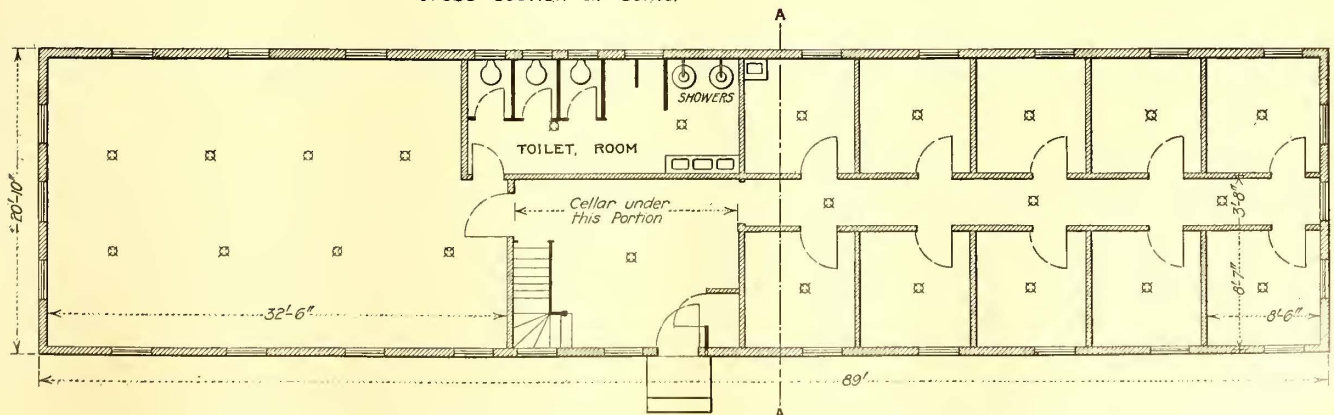 A
SHOWERS
TOILET, ROOM
20'-10"
Cellar under
this Portion
3'-8"
8'-7"
32'-6"
8'-6"
89'
A